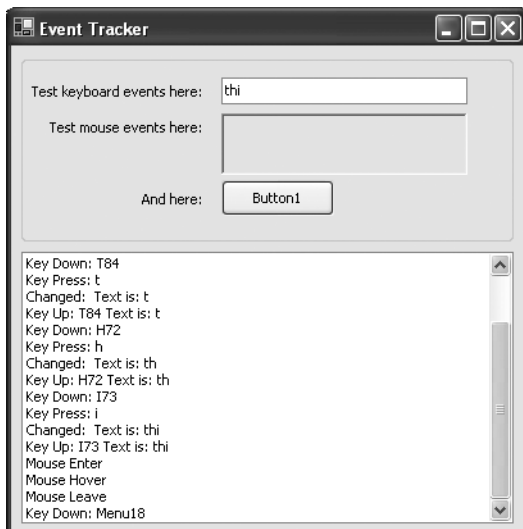 Event Tracker
Test keyboard events here: thi
Test mouse events here:
And here: Button1
Key Down: T84
Key Press: t
Changed:  Text is: t
Key Up: T84 Text is: t
Key Down: H72
Key Press: h
Changed:  Text is: th
Key Up: H72 Text is: th
Key Down: I73
Key Press: i
Changed:  Text is: thi
Key Up: I73 Text is: thi
Mouse Enter
Mouse Hover
Mouse Leave
Key Down: Menu18